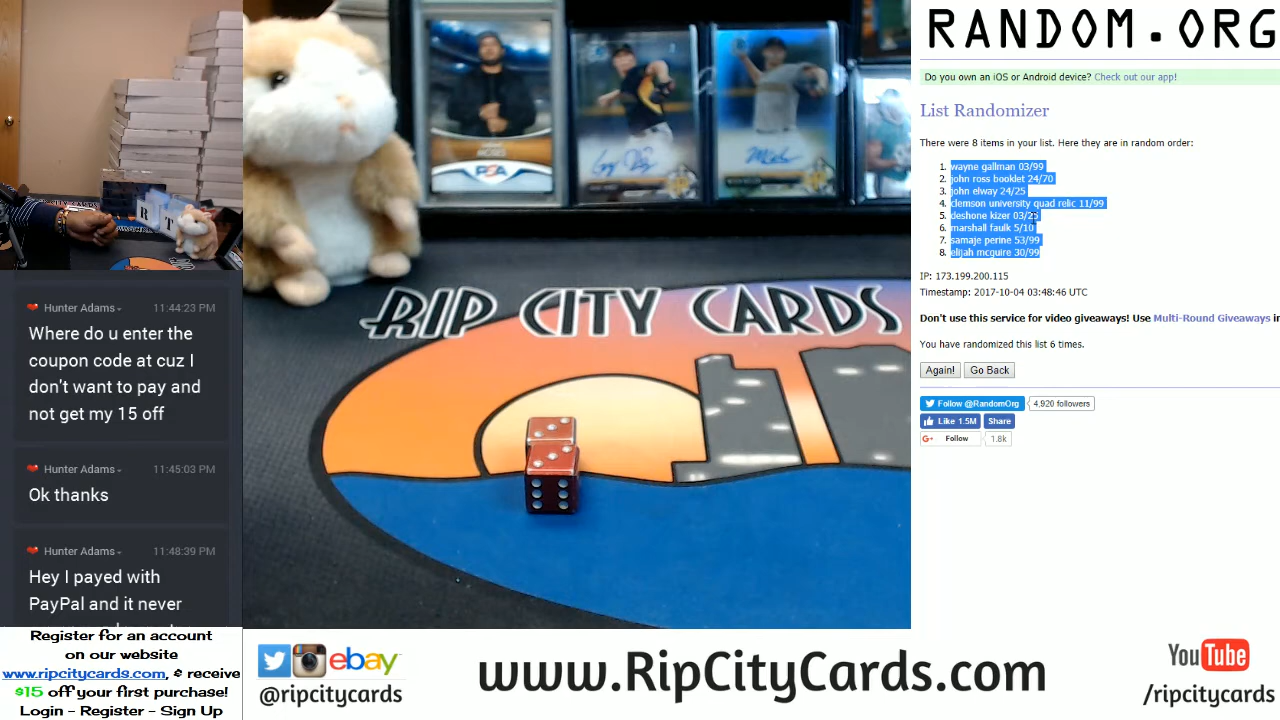 Hunter Adams 11:44:23 PM
Where do u enter the
coupon code at cuz I
don't want to pay and
not get my 15 off
Hunter Adams 11:45:03 PM
Ok thanks
Hunter Adams 11:48:39 PM
Hey I payed with
PayPal and it never
Register for an account
on our website
www.ripcitycards.com, & receive
$15 off your first purchase!
Login - Register - Sign Up
R T
PSA
RIP CITY CARDS
@ripcitycards
ebay
www.RipCityCards.com
YouTube
/ripcitycards
RANDOM.ORG
Do you own an iOS or Android device? Check out our app!
List Randomizer
There were 8 items in your list. Here they are in random order:
1. wayne gallman 03/99
2. john ross booklet 24/70
3. john elway 24/25
4. clemson university quad relic 11/99
5. deshone kizer 03/25
6. marshall faulk 5/10
7. samaje perine 53/99
8. elijah mcguire 30/99
IP: 173.199.200.115
Timestamp: 2017-10-04 03:48:46 UTC
Don't use this service for video giveaways! Use Multi-Round Giveaways in
You have randomized this list 6 times.
Again! Go Back
Follow @RandomOrg 4,920 followers
Like 1.5M Share
G+ Follow 1.8k